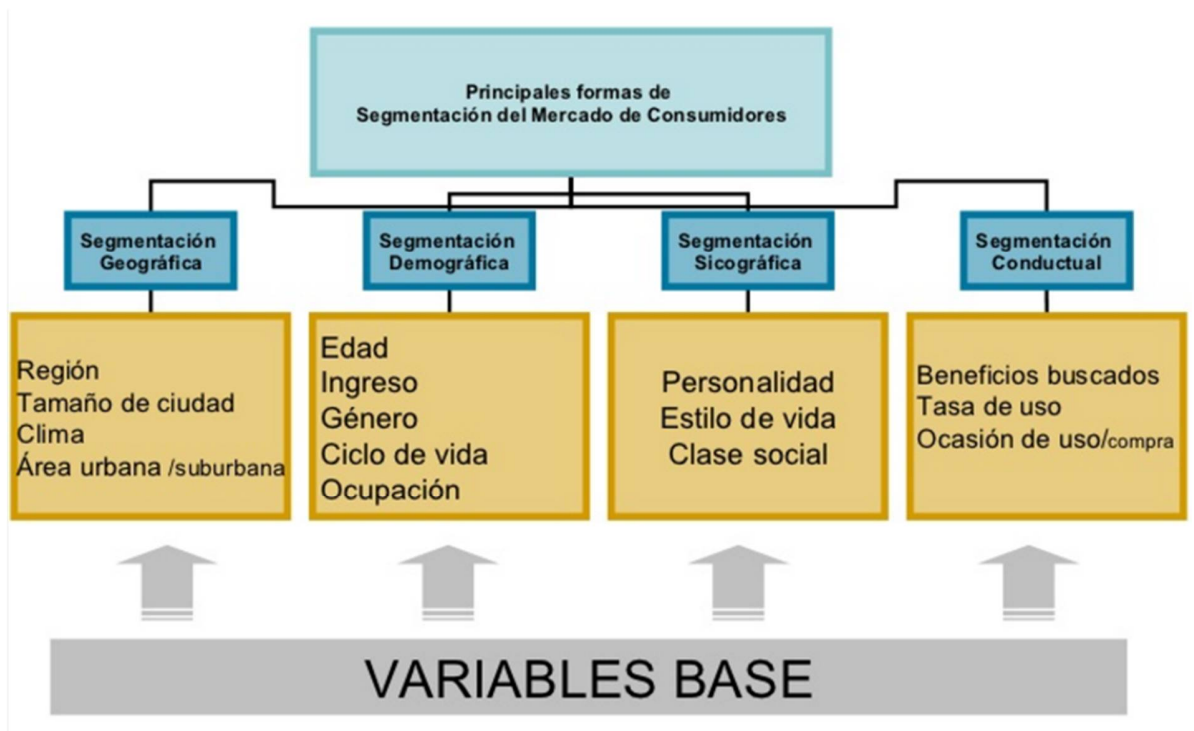 Principales formas de
Segmentación del Mercado de Consumidores
Segmentación
Geográfica
Segmentación
Demográfica
Segmentación
Sicográfica
Segmentación
Conductual
Región
Tamaño de ciudad
Clima
Área urbana /suburbana
Edad
Ingreso
Género
Ciclo de vida
Ocupación
Personalidad
Estilo de vida
Clase social
Beneficios buscados
Tasa de uso
Ocasión de uso/compra
VARIABLES BASE